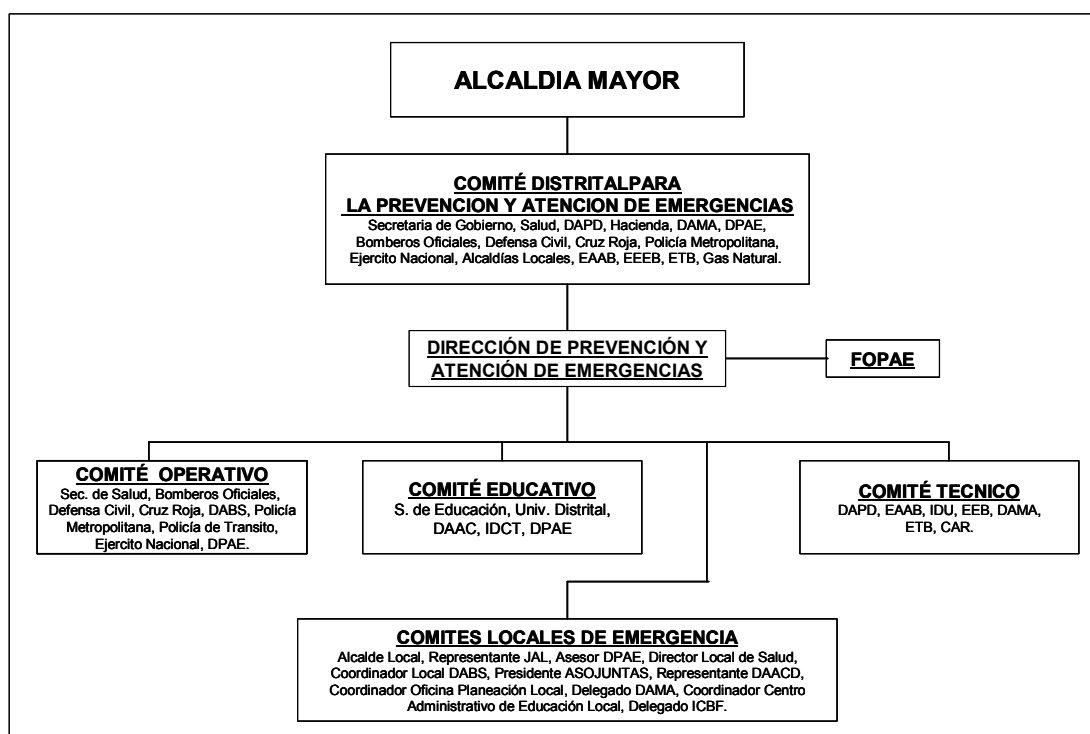 ALCALDIA MAYOR
COMITÉ DISTRITALPARA
LA PREVENCION Y ATENCION DE EMERGENCIAS
Secretaria de Gobierno, Salud, DAPD, Hacienda, DAMA, DPAE,
Bomberos Oficiales, Defensa Civil, Cruz Roja, Policía Metropolitana,
Ejercito Nacional, Alcaldías Locales, EAAB, EEEB, ETB, Gas Natural.
DIRECCIÓN DE PREVENCIÓN Y
ATENCIÓN DE EMERGENCIAS
FOPAE
COMITÉ OPERATIVO
Sec. de Salud, Bomberos Oficiales,
Defensa Civil, Cruz Roja, DABS, Policía
Metropolitana, Policía de Transito,
Ejercito Nacional, DPAE.
COMITÉ EDUCATIVO
S. de Educación, Univ. Distrital,
DAAC, IDCT, DPAE
COMITÉ TECNICO
DAPD, EAAB, IDU, EEB, DAMA,
ETB, CAR.
COMITES LOCALES DE EMERGENCIA
Alcalde Local, Representante JAL, Asesor DPAE, Director Local de Salud,
Coordinador Local DABS, Presidente ASOJUNTAS, Representante DAACD,
Coordinador Oficina Planeación Local, Delegado DAMA, Coordinador Centro
Administrativo de Educación Local, Delegado ICBF.